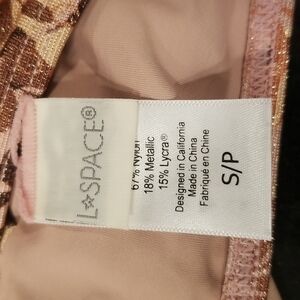 L☆SPACE®
67% Nylon
18% Metallic
15% Lycra®
Designed in California
Made in China
Fabriqué en Chine
S/P